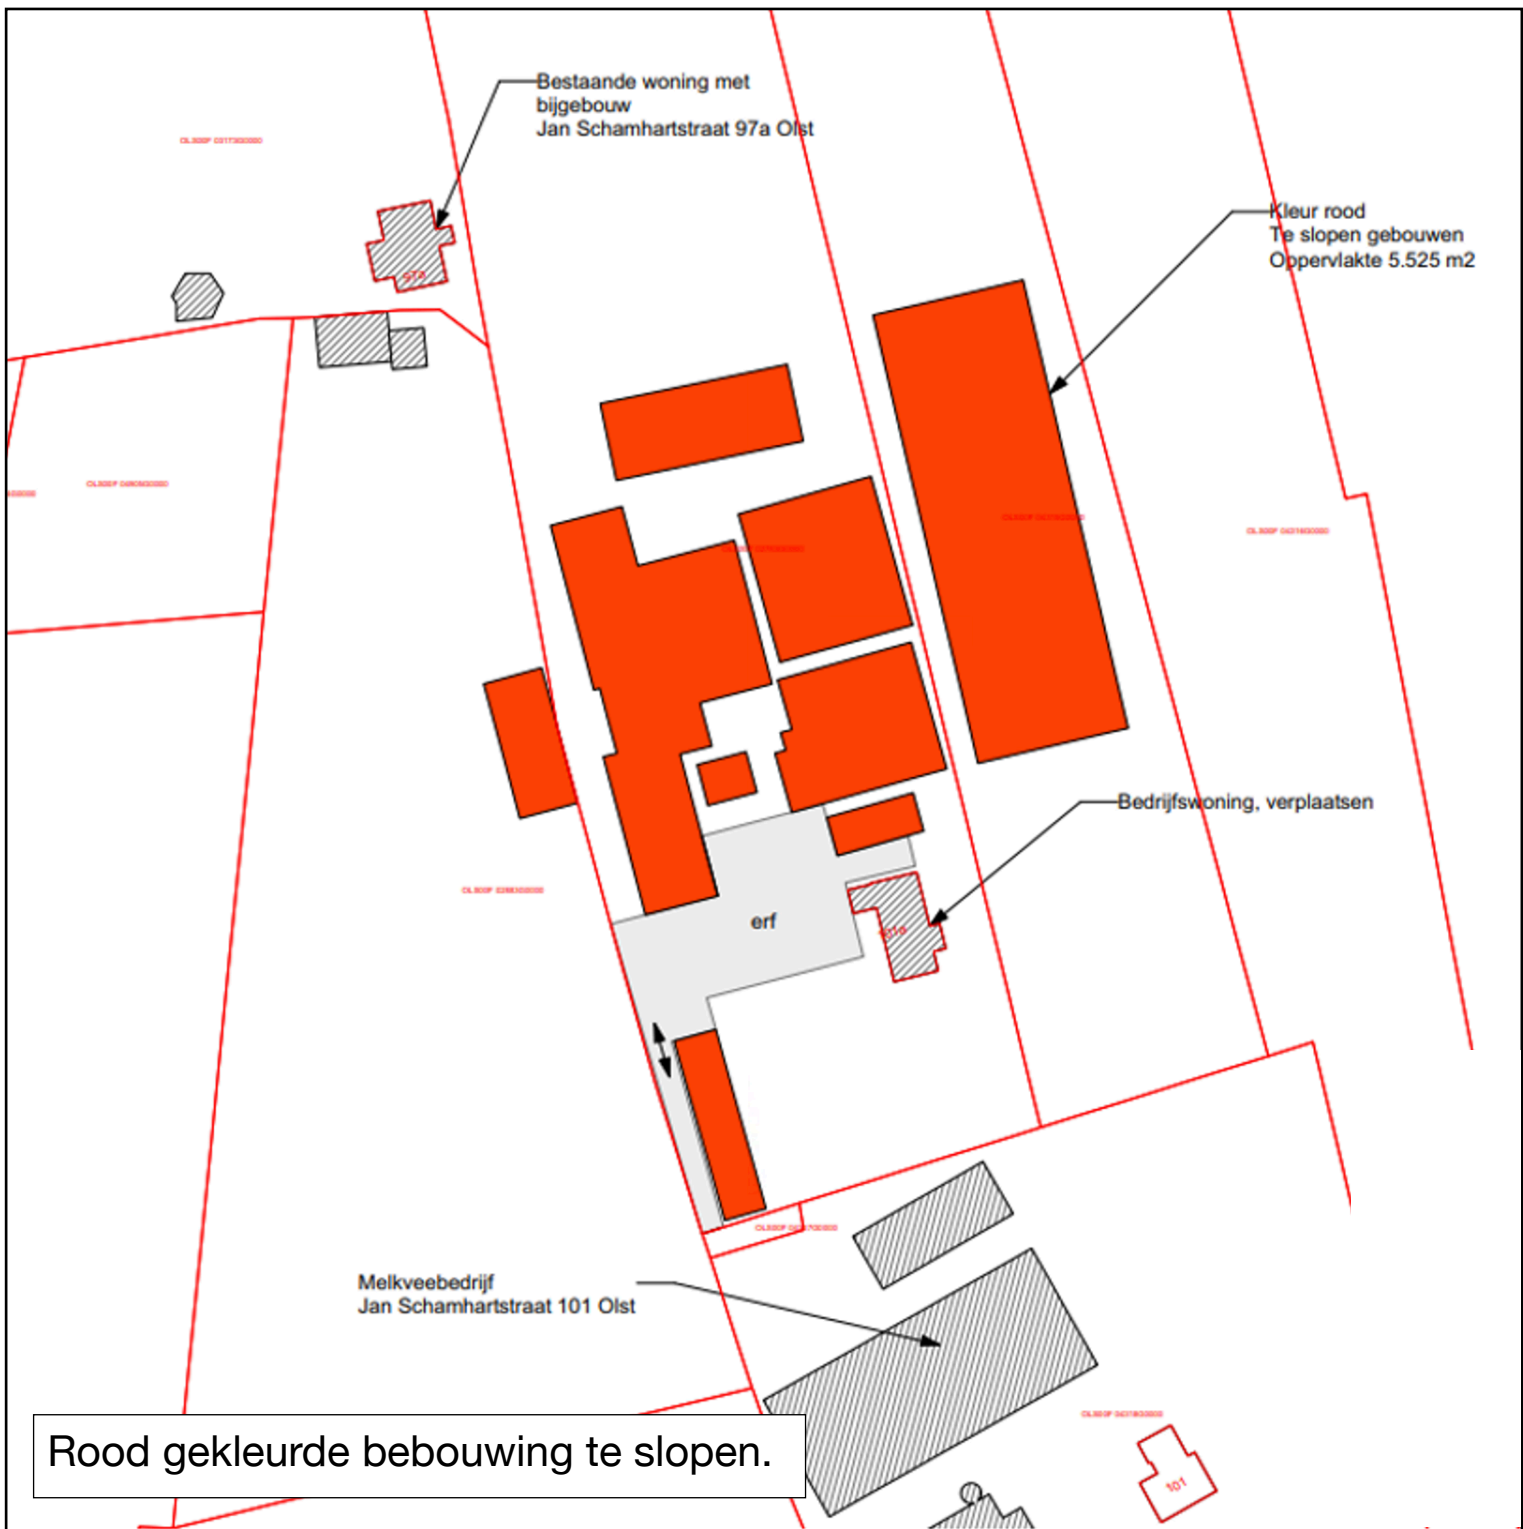 Bestaande woning met
bijgebouw
Jan Schamhartstraat 97a Olst
Kleur rood
Te slopen gebouwen
Oppervlakte 5.525 m2
97a
Bedrijfswoning, verplaatsen
erf
Melkveebedrijf
Jan Schamhartstraat 101 Olst
101
Rood gekleurde bebouwing te slopen.